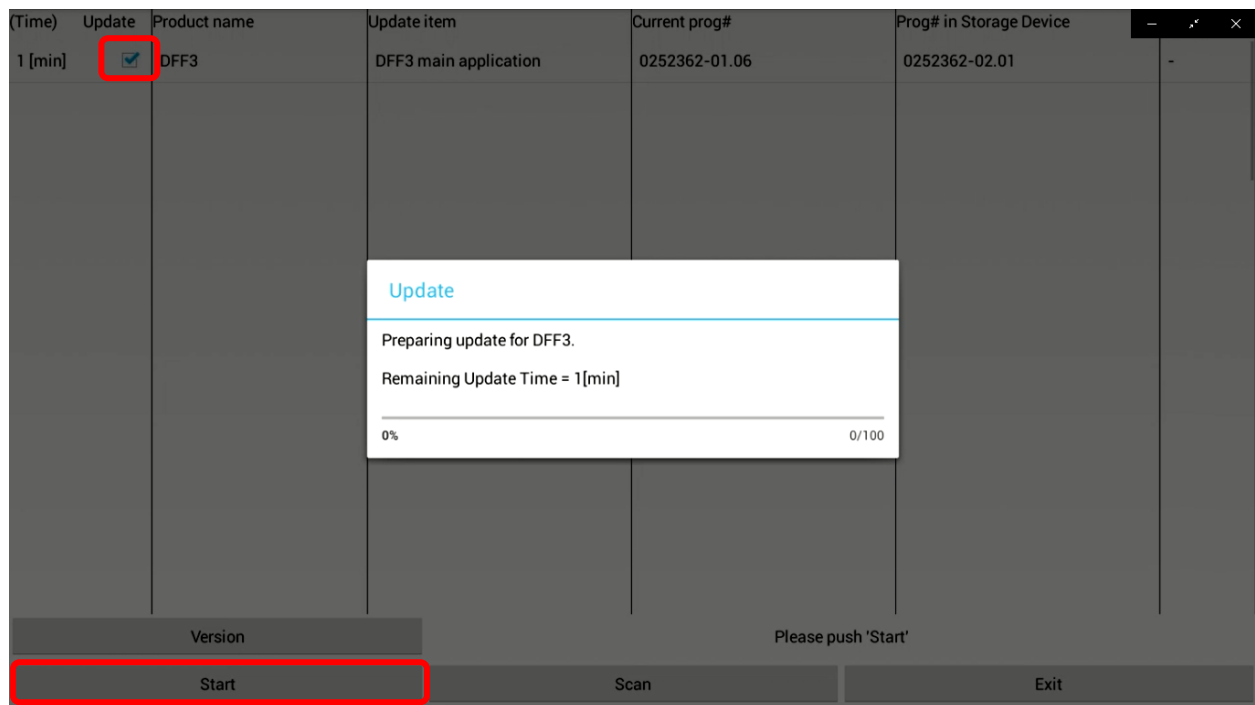 (Time) Update Product name Update item Current prog# Prog# in Storage Device
1 [min] DFF3 DFF3 main application 0252362-01.06 0252362-02.01 -
Update
Preparing update for DFF3.
Remaining Update Time = 1[min]
0% 0/100
Version Please push 'Start'
Start Scan Exit